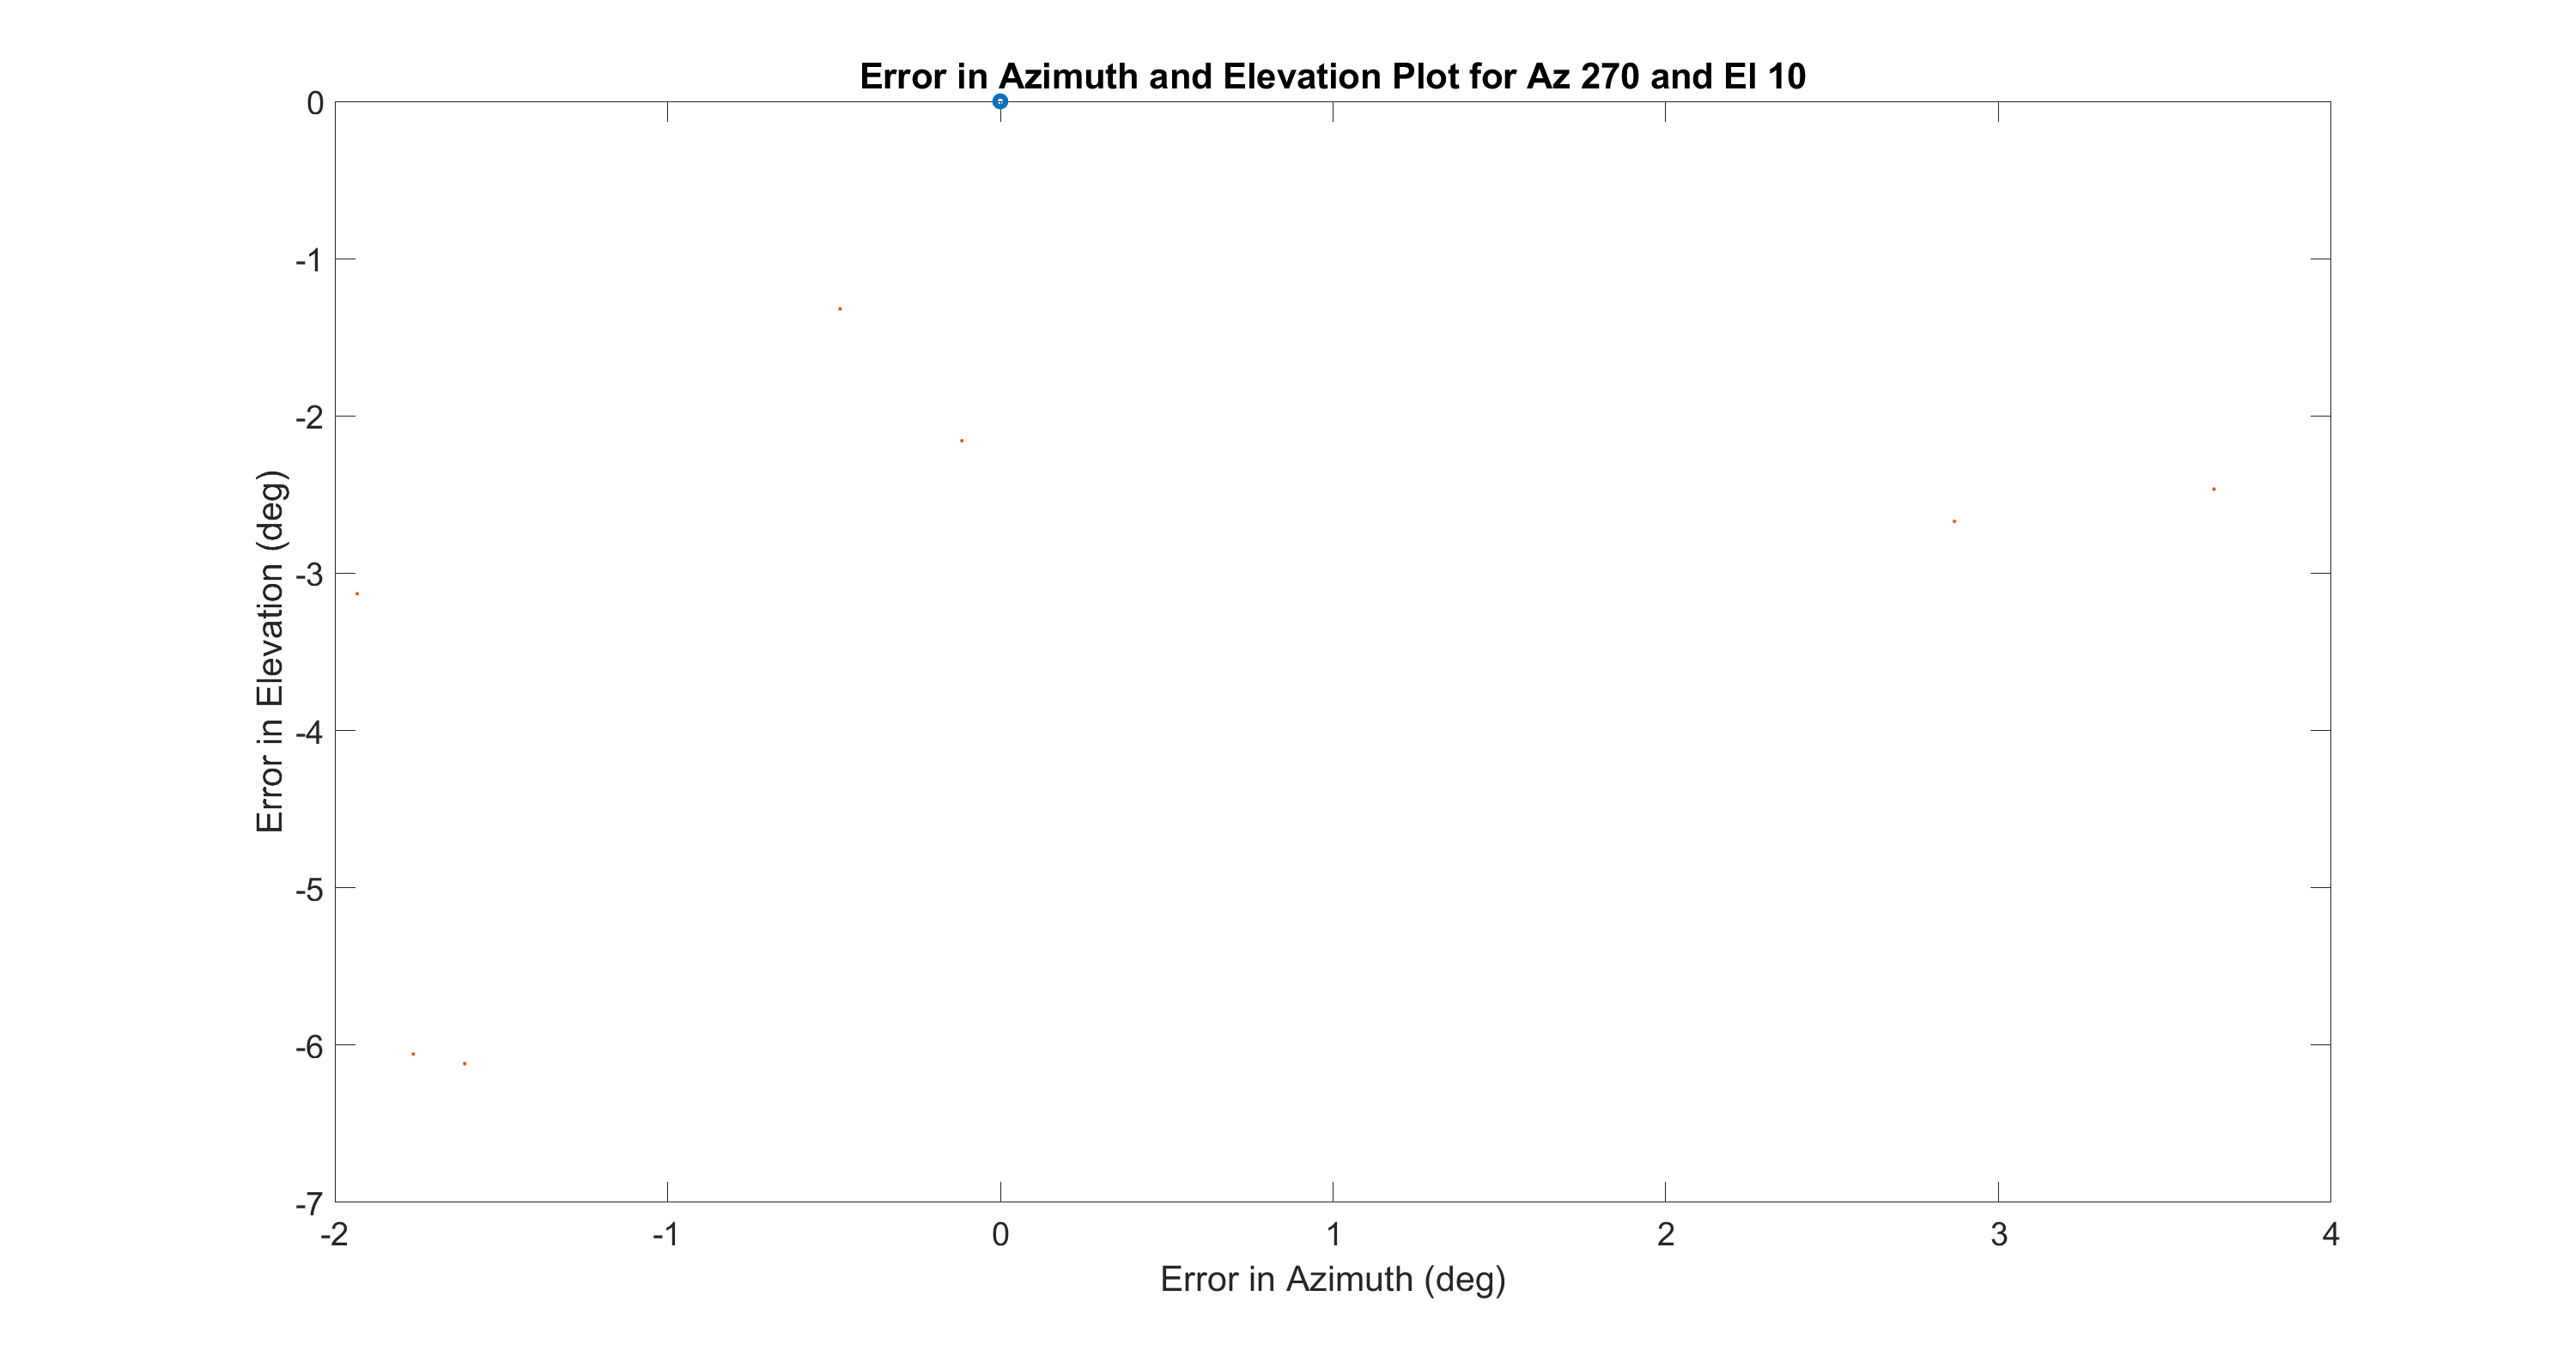 Error in Azimuth and Elevation Plot for Az 270 and El 10
0
-1
-2
-3
-4
-5
-6
-7
Error in Elevation (deg)
-2 -1 0 1 2 3 4
Error in Azimuth (deg)